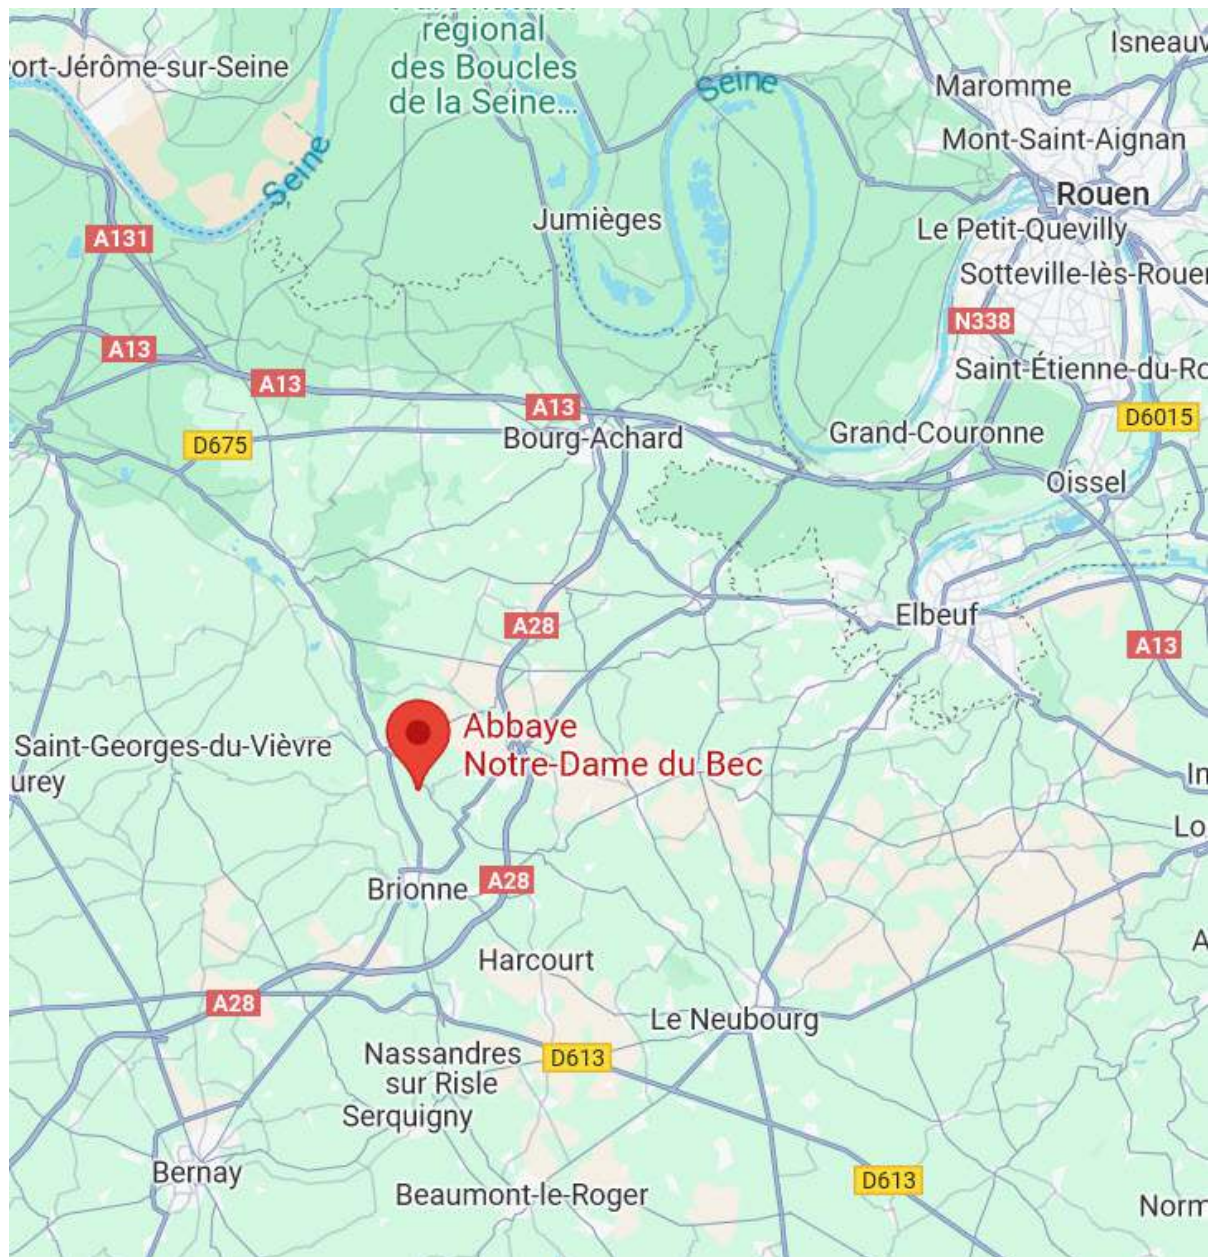 régional
des Boucles
de la Seine...
Seine
Isneauv
ort-Jérôme-sur-Seine
Maromme
Mont-Saint-Aignan
Seine
Rouen
Jumièges
Le Petit-Quevilly
A131
Sotteville-lès-Rouer
N338
A13
A13
Saint-Étienne-du-Ro
A13
D6015
D675
Bourg-Achard
Grand-Couronne
Oissel
A28
Elbeuf
A13
Abbaye
Notre-Dame du Bec
Saint-Georges-du-Vièvre
urey
In
Lo
Brionne
A28
A
Harcourt
A28
Le Neubourg
Nassandres
sur Risle
D613
Serquigny
Bernay
D613
Beaumont-le-Roger
Norm